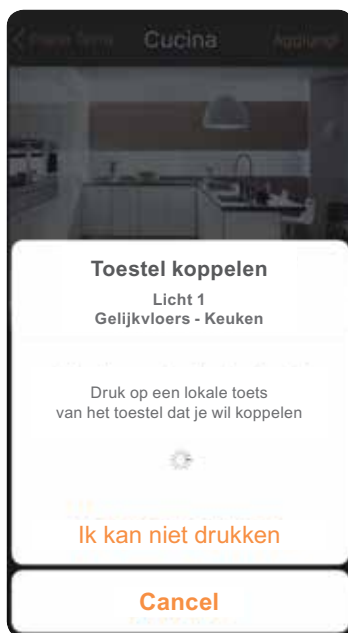 Cucina
Aggiungi
Toestel koppelen
Licht 1
Gelijkvloers - Keuken
Druk op een lokale toets
van het toestel dat je wil koppelen
Ik kan niet drukken
Cancel